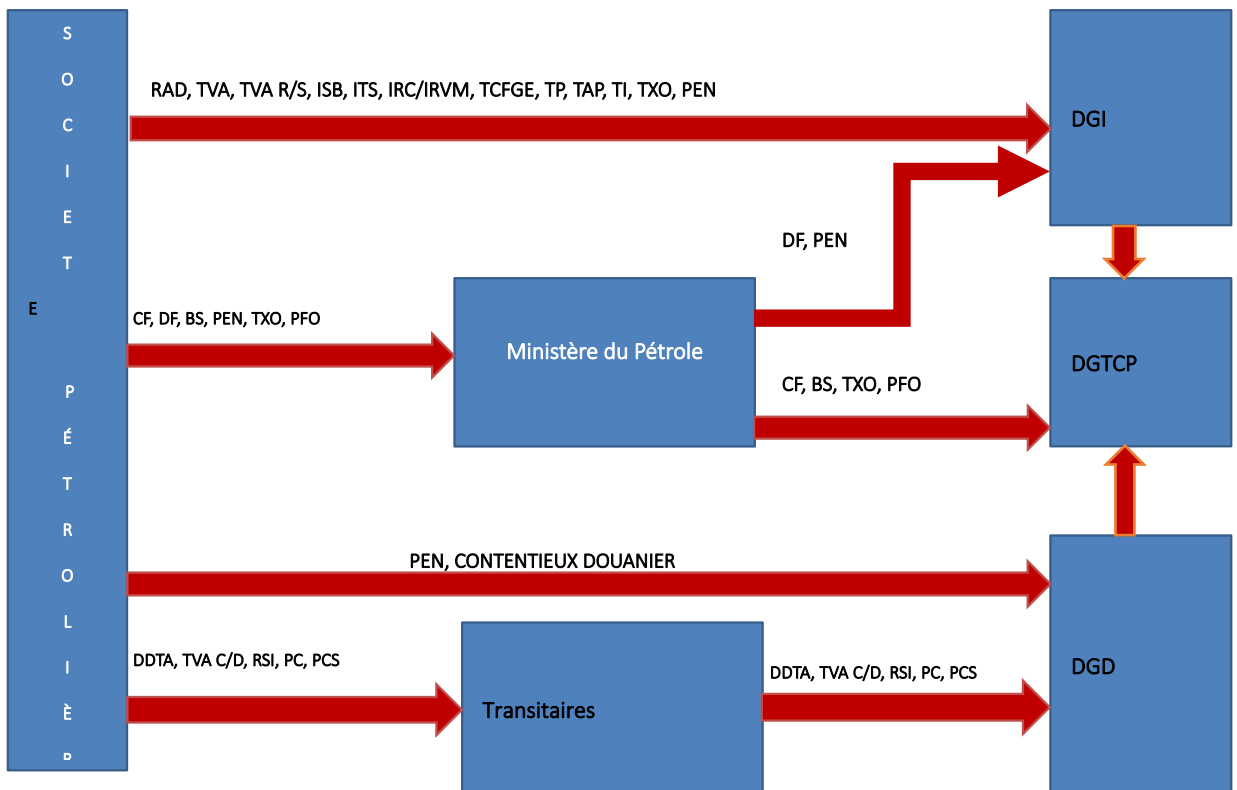 S
O
C
I
E
T
E
P
É
T
R
O
L
I
È
RAD, TVA, TVA R/S, ISB, ITS, IRC/IRVM, TCFGE, TP, TAP, TI, TXO, PEN
DGI
DF, PEN
CF, DF, BS, PEN, TXO, PFO
Ministère du Pétrole
CF, BS, TXO, PFO
DGTCP
PEN, CONTENTIEUX DOUANIER
DDTA, TVA C/D, RSI, PC, PCS
Transitaires
DDTA, TVA C/D, RSI, PC, PCS
DGD